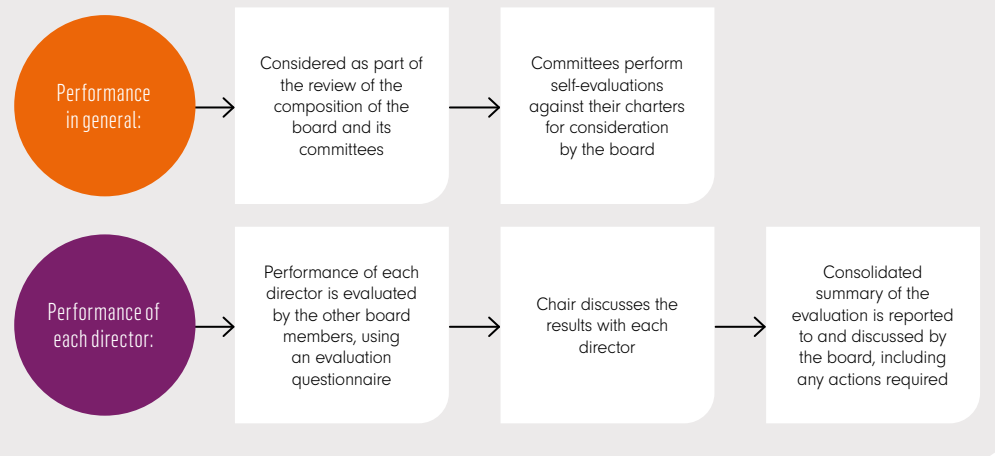 Performance
in general:
Considered as part of
the review of the
composition of the
board and its
committees
Committees perform
self-evaluations
against their charters
for consideration
by the board
Performance of
each director:
Performance of each
director is evaluated
by the other board
members, using
an evaluation
questionnaire
Chair discusses the
results with each
director
Consolidated
summary of the
evaluation is reported
to and discussed by
the board, including
any actions required